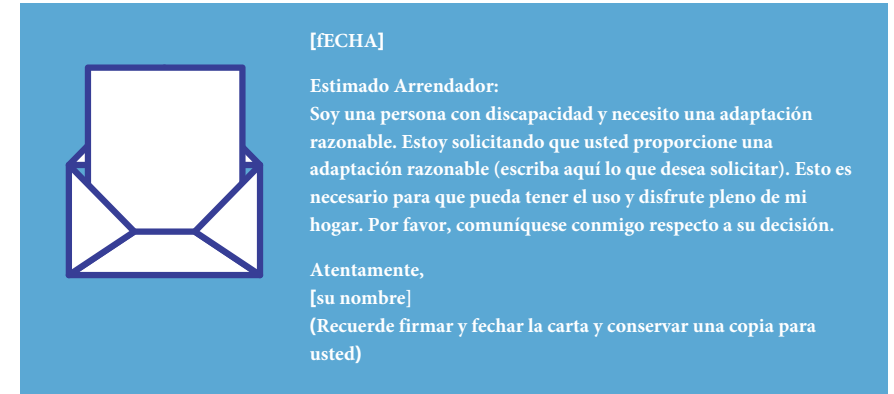 [fECHA]
Estimado Arrendador:
Soy una persona con discapacidad y necesito una adaptación
razonable. Estoy solicitando que usted proporcione una
adaptación razonable (escriba aquí lo que desea solicitar). Esto es
necesario para que pueda tener el uso y disfrute pleno de mi
hogar. Por favor, comuníquese conmigo respecto a su decisión.
Atentamente,
[su nombre]
(Recuerde firmar y fechar la carta y conservar una copia para
usted)